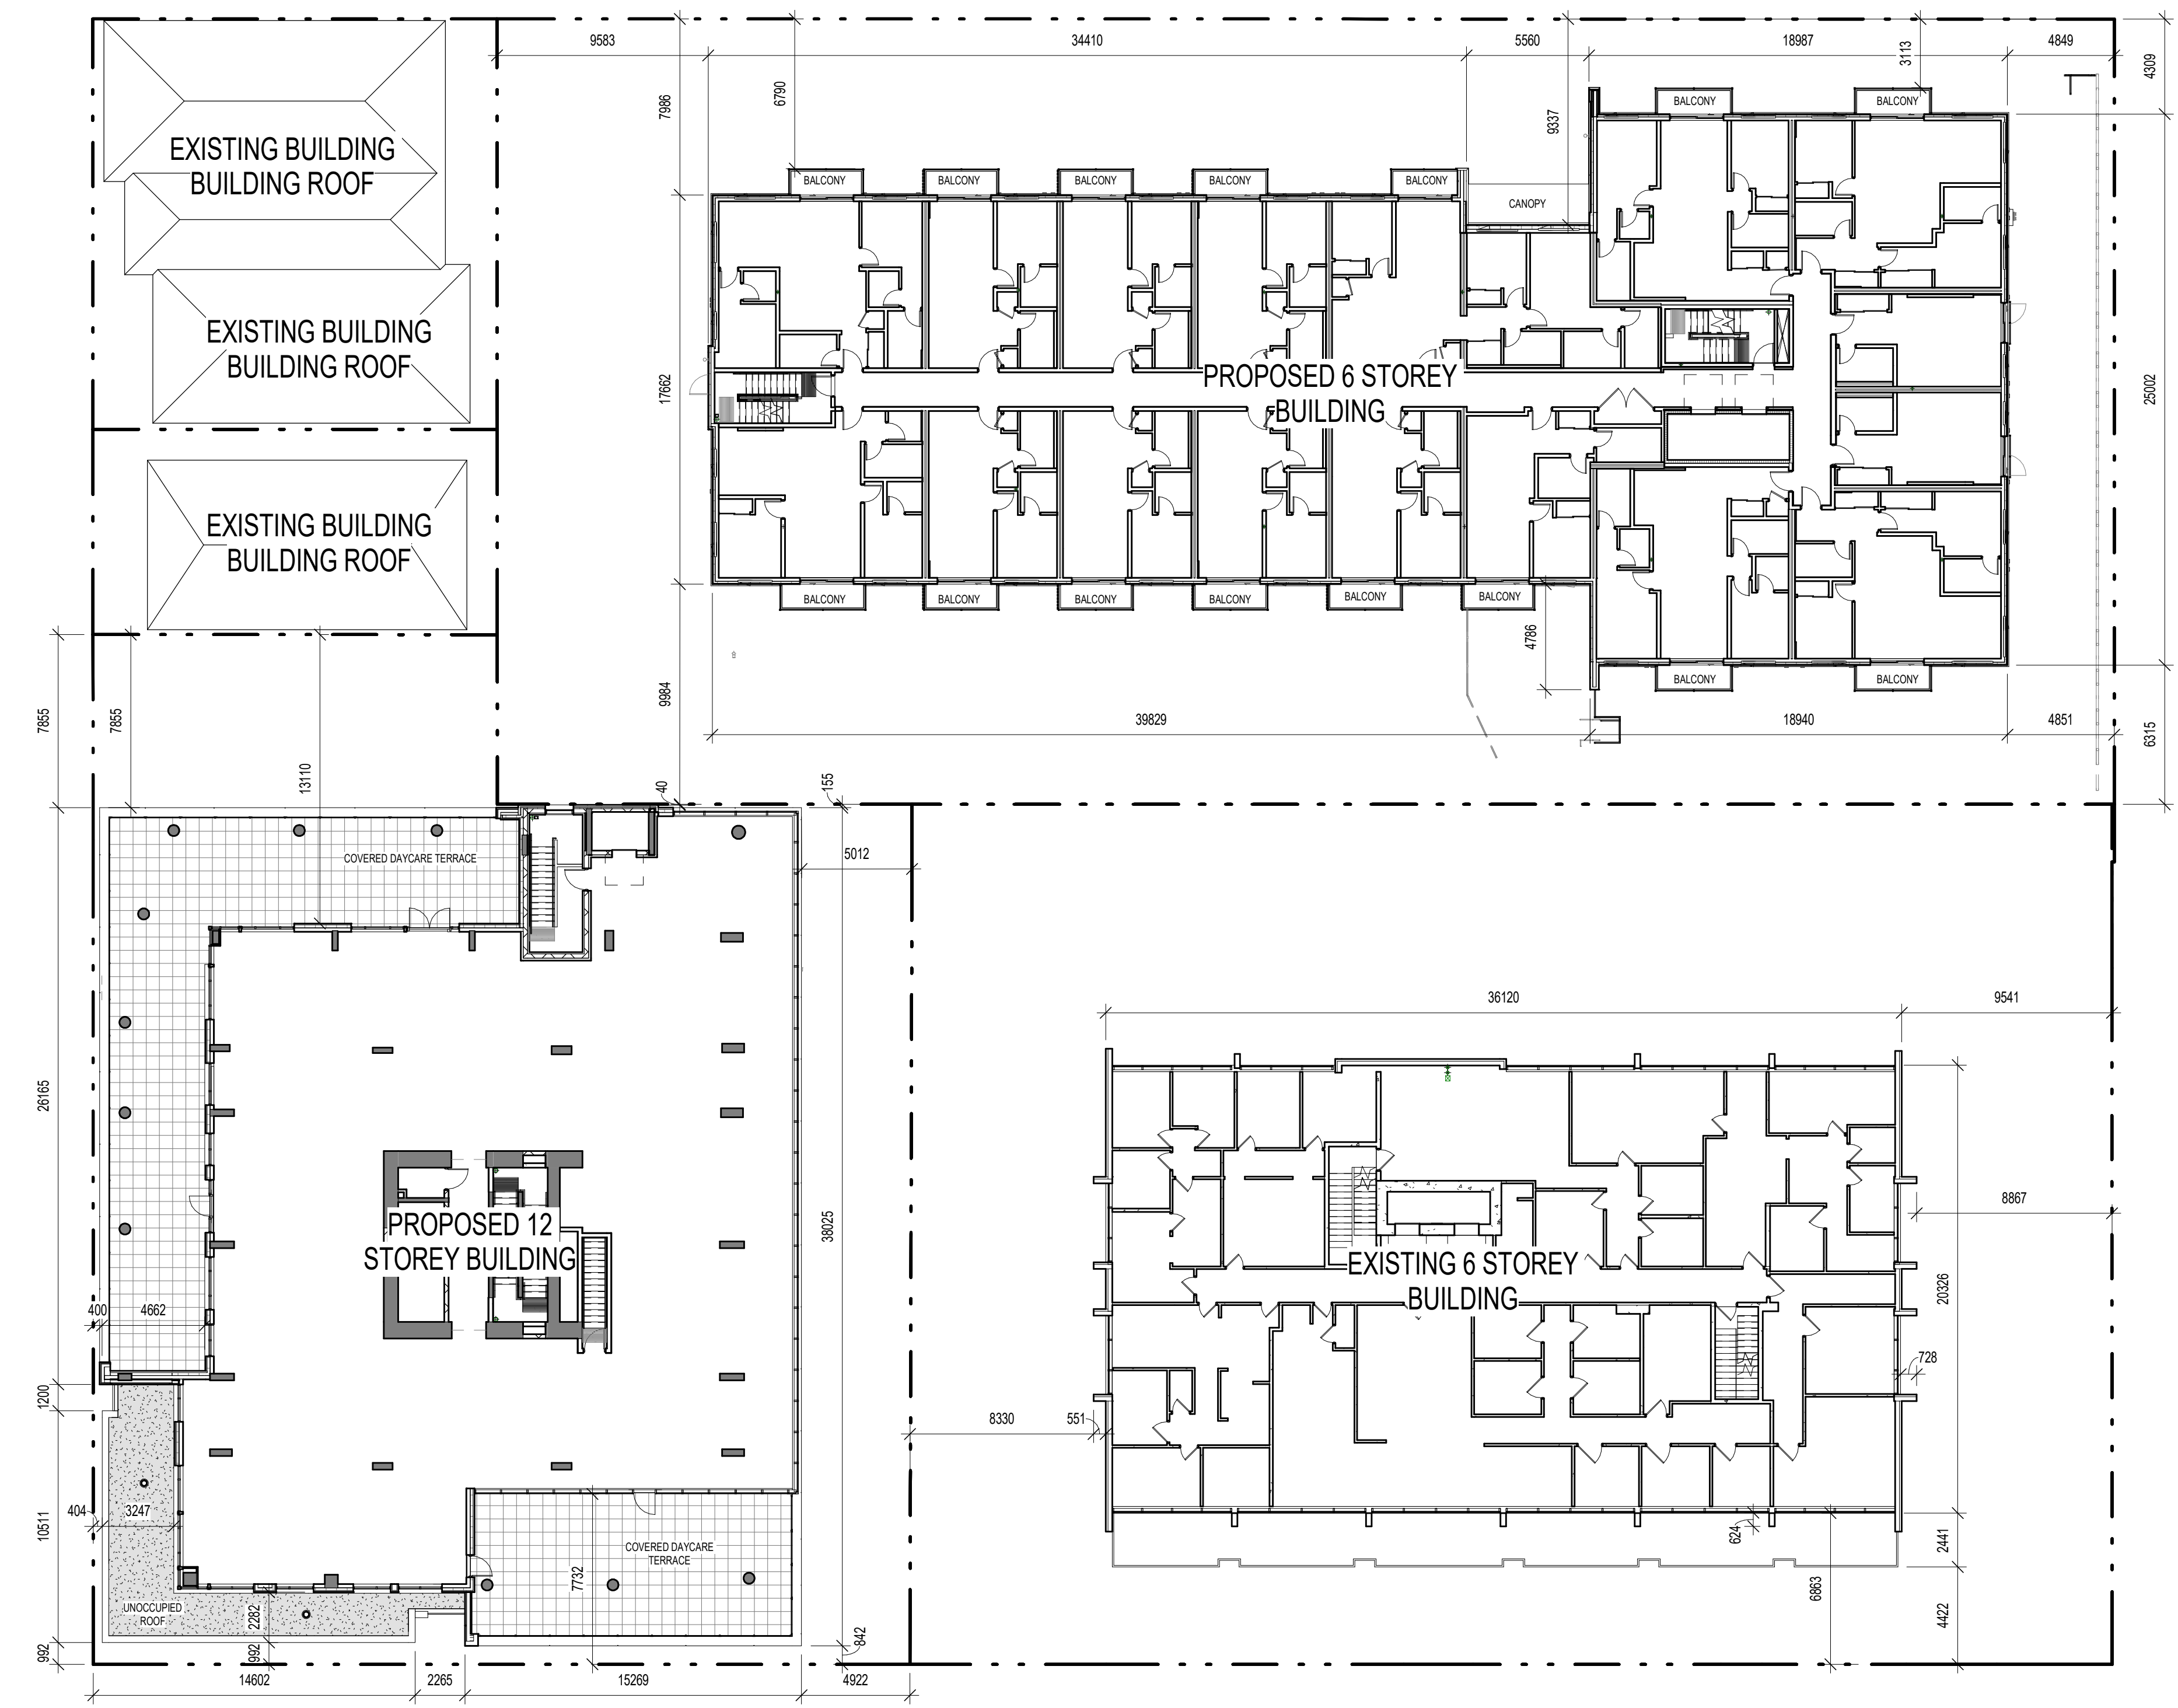 9583
34410
5560
18987
4849
3113
4309
7986
6790
9337
BALCONY
BALCONY
EXISTING BUILDING
BUILDING ROOF
BALCONY
BALCONY
BALCONY
BALCONY
BALCONY
CANOPY
EXISTING BUILDING
BUILDING ROOF
17662
PROPOSED 6 STOREY
BUILDING
25002
EXISTING BUILDING
BUILDING ROOF
BALCONY
BALCONY
BALCONY
BALCONY
BALCONY
BALCONY
4786
BALCONY
BALCONY
7855
7855
9984
39829
18940
4851
6315
13110
40
155
COVERED DAYCARE TERRACE
5012
36120
9541
26165
8867
PROPOSED 12
STOREY BUILDING
38025
EXISTING 6 STOREY
BUILDING
20326
400
4662
728
1200
8330
551
404
3247
10511
624
2441
COVERED DAYCARE
TERRACE
7732
6863
UNOCCUPIED
ROOF
2282
4422
992
992
842
14602
2265
15269
4922